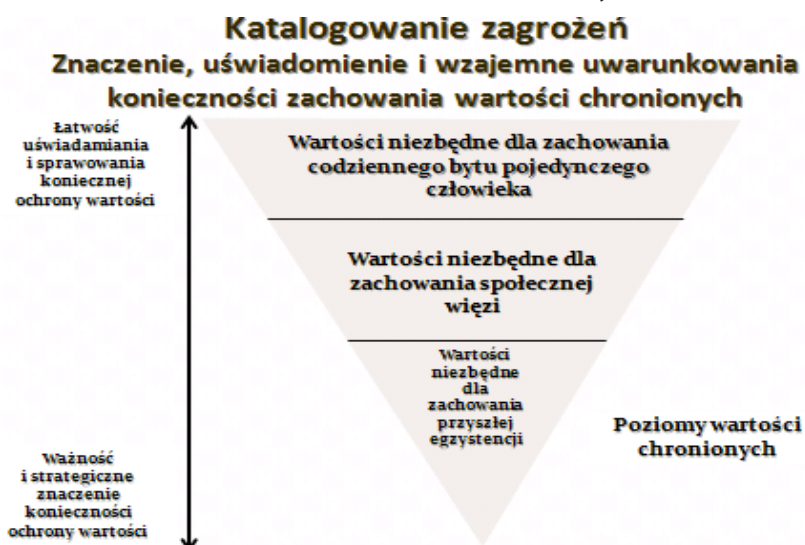 Katalogowanie zagrożeń
Znaczenie, uświadomienie i wzajemne uwarunkowania
konieczności zachowania wartości chronionych
Łatwość
uświadamiania
i sprawowania
koniecznej
ochrony wartości
Wartości niezbędne dla zachowania
codziennego bytu pojedynczego
człowieka
Wartości niezbędne dla
zachowania społecznej
więzi
Wartości
niezbędne
dla
zachowania
przyszłej
egzystencji
Poziomy wartości
chronionych
Ważność
i strategiczne
znaczenie
konieczności
ochrony wartości